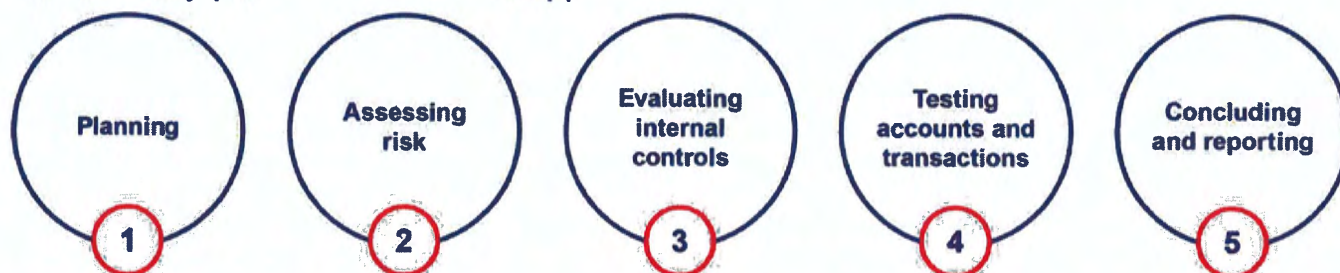 Planning
1
Assessing
risk
2
Evaluating
internal
controls
3
Testing
accounts and
transactions
4
Concluding
and reporting
5